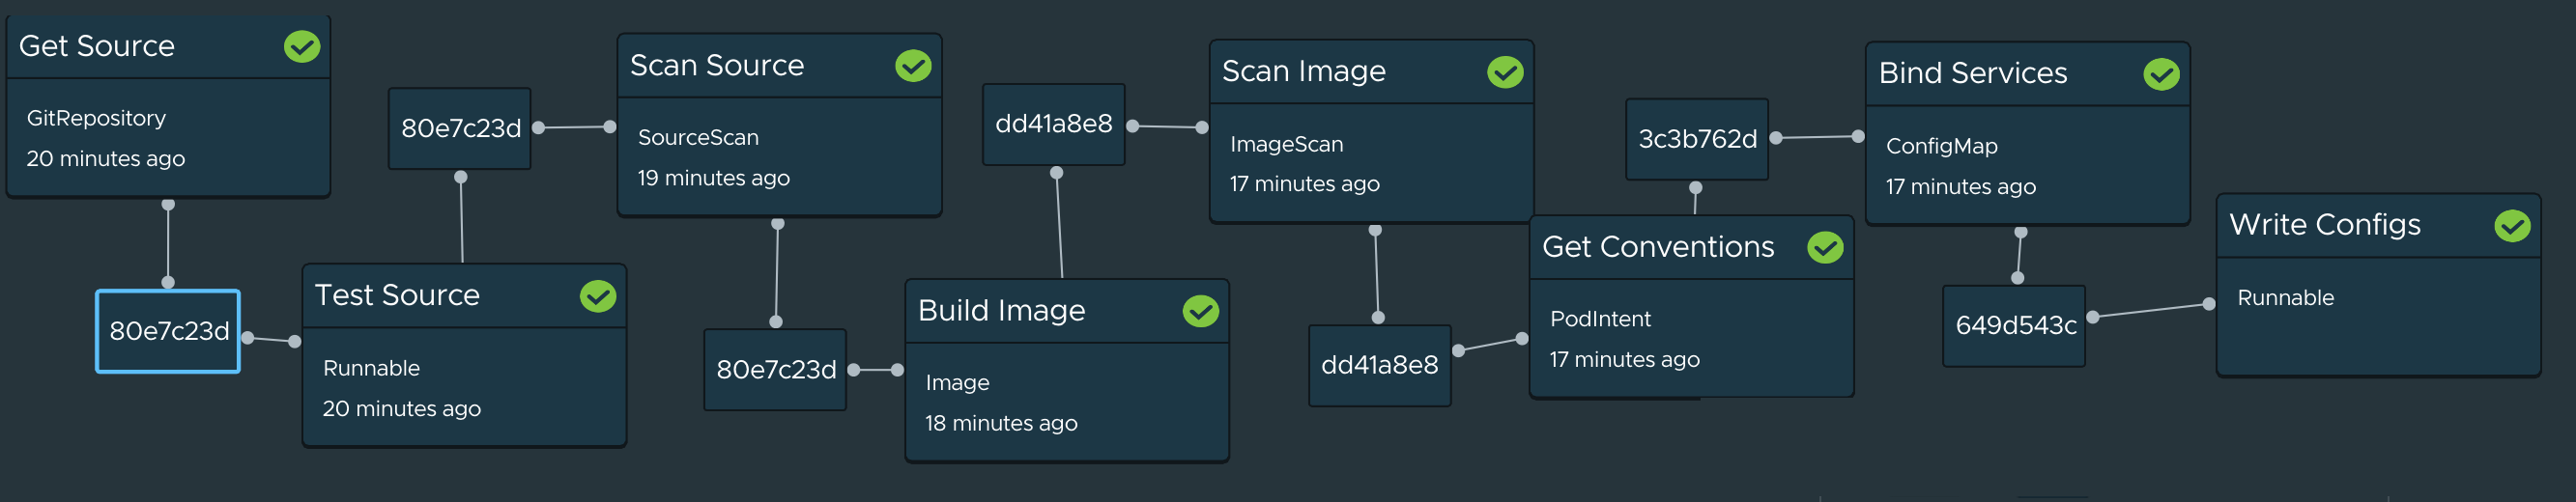 Get Source
GitRepository
20 minutes ago
80e7c23d
Test Source
Runnable
20 minutes ago
80e7c23d
Scan Source
SourceScan
19 minutes ago
80e7c23d
Build Image
Image
18 minutes ago
dd41a8e8
Scan Image
ImageScan
17 minutes ago
dd41a8e8
Get Conventions
PodIntent
17 minutes ago
3c3b762d
Bind Services
ConfigMap
17 minutes ago
649d543c
Write Configs
Runnable